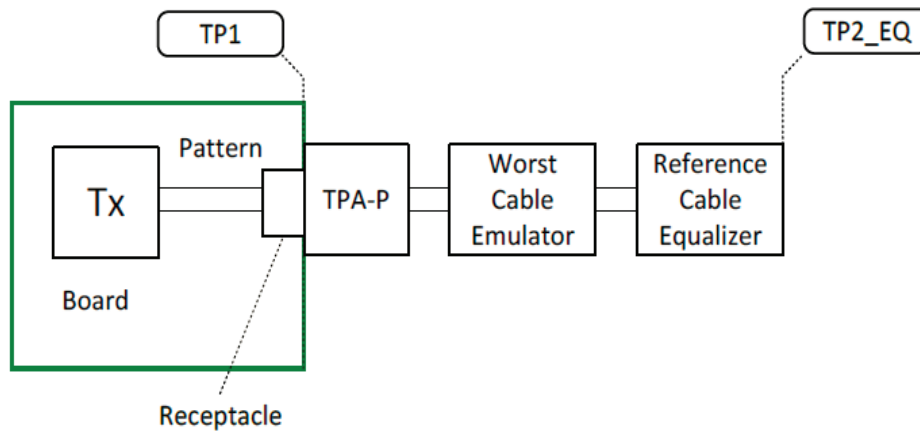 TP1
TP2_EQ
Pattern
Tx
TPA-P
Worst
Cable
Emulator
Reference
Cable
Equalizer
Board
Receptacle